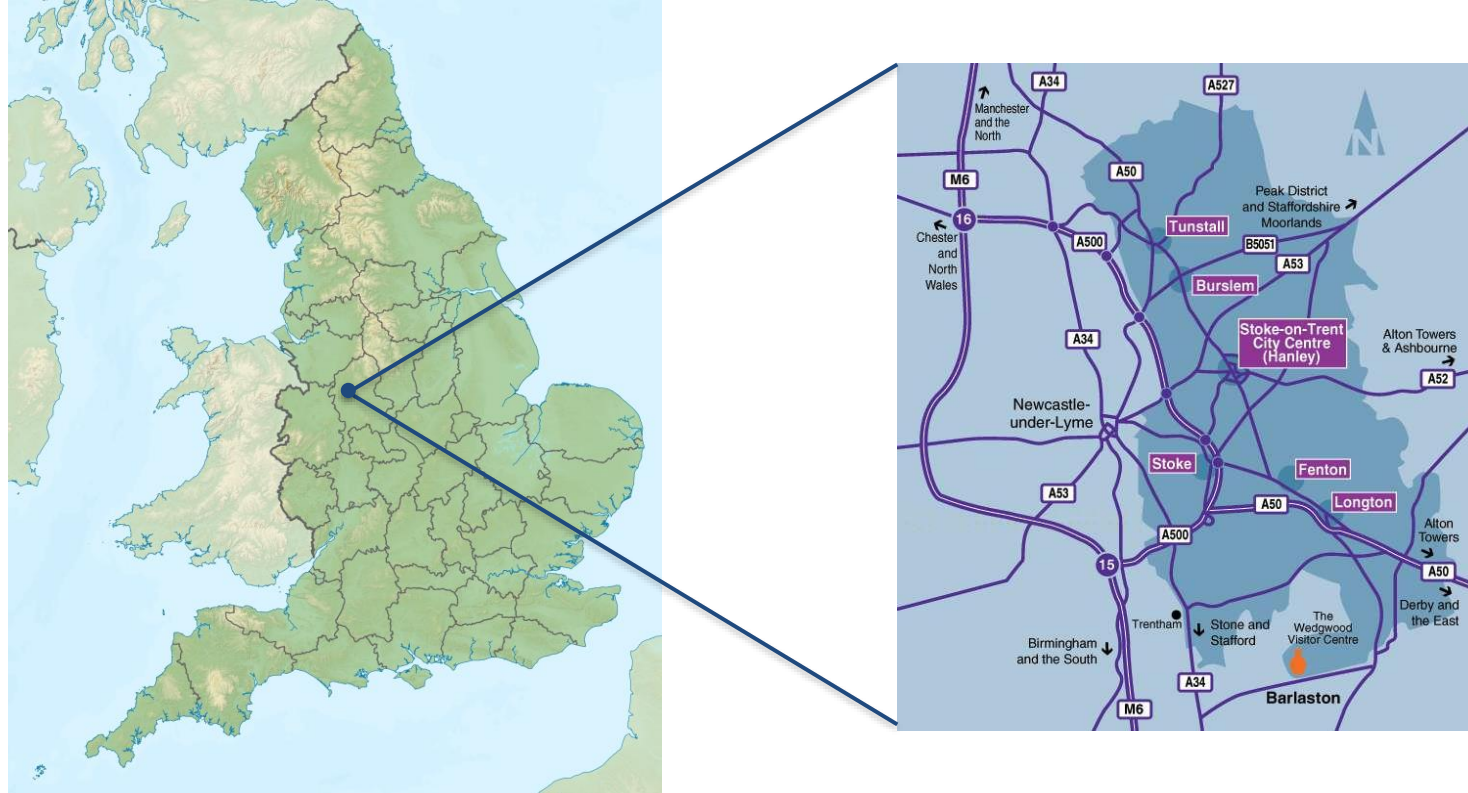 A34
A527
Manchester
and the
North
N
A50
M6
Peak District
and Staffordshire
Moorlands
16
Tunstall
Chester
and
North
Wales
A500
B5051
A53
Burslem
Stoke-on-Trent
City Centre
(Hanley)
A34
Alton Towers
& Ashbourne
A52
Newcastle-
under-Lyme
Stoke
Fenton
A53
A50
Longton
Alton
Towers
A500
15
A50
Derby and
the East
Trentham
Stone and
Stafford
The
Wedgwood
Visitor Centre
Birmingham
and the South
A34
Barlaston
M6